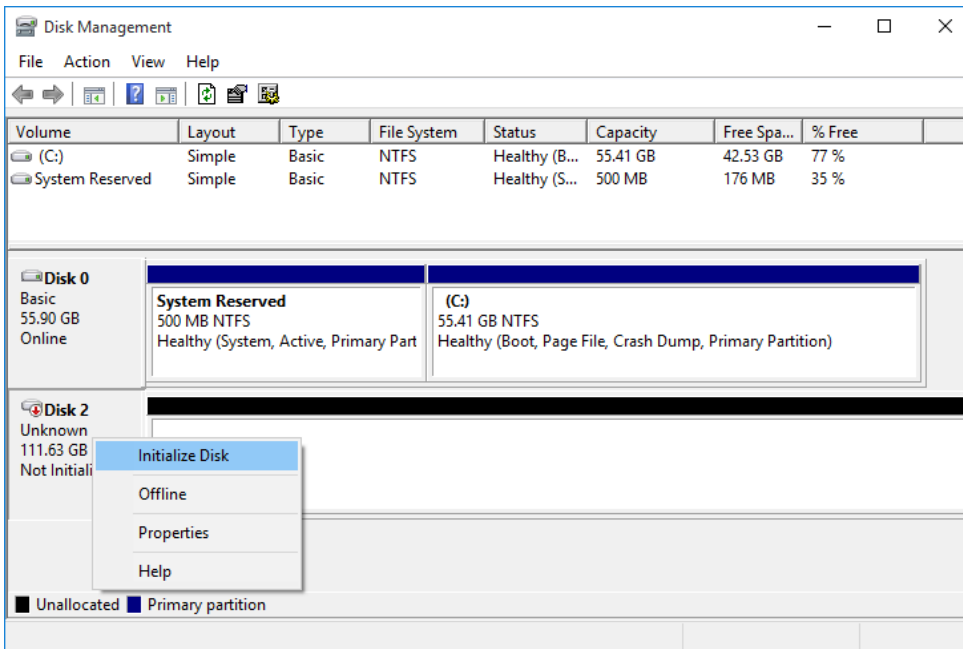 Disk Management
File Action View Help
Volume Layout Type File System Status Capacity Free Spa... % Free
(C:) Simple Basic NTFS Healthy (B... 55.41 GB 42.53 GB 77 %
System Reserved Simple Basic NTFS Healthy (S... 500 MB 176 MB 35 %
Disk 0
Basic
55.90 GB
Online
System Reserved
500 MB NTFS
Healthy (System, Active, Primary Part
(C:)
55.41 GB NTFS
Healthy (Boot, Page File, Crash Dump, Primary Partition)
Disk 2
Unknown
111.63 GB
Not Initiali
Initialize Disk
Offline
Properties
Help
Unallocated Primary partition